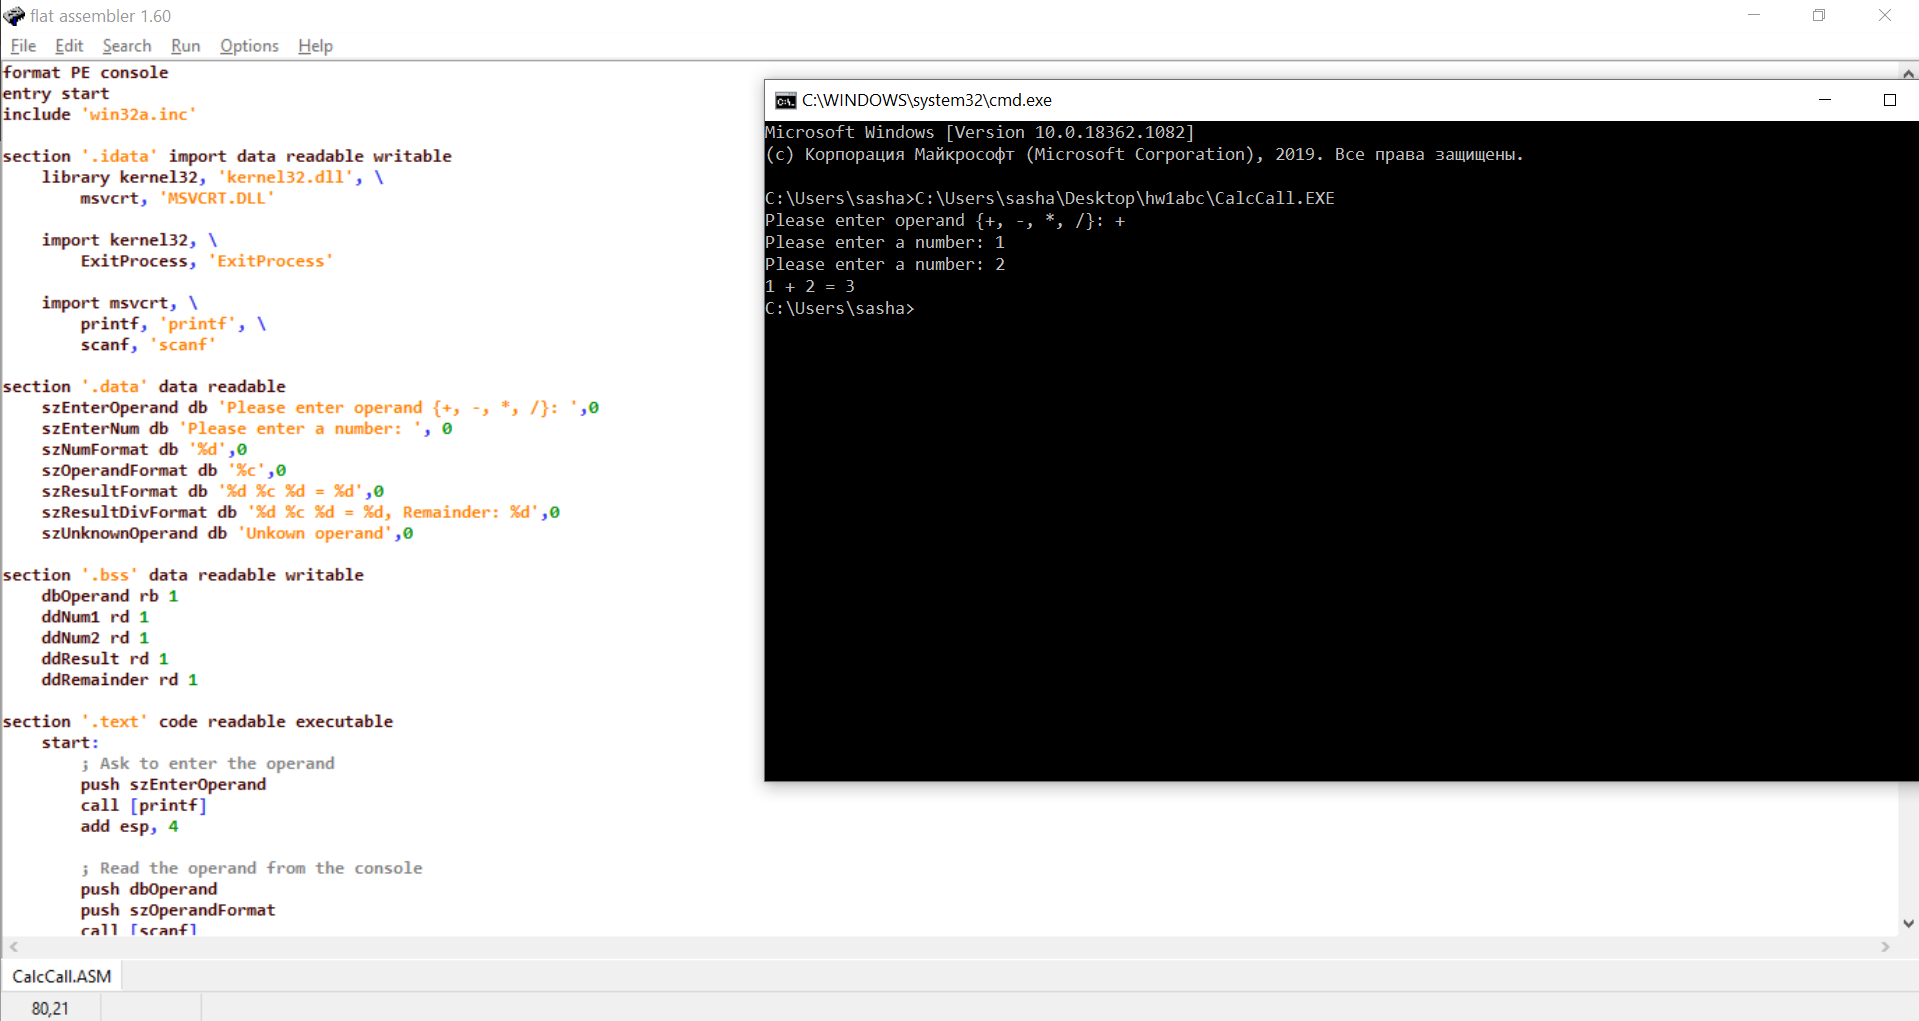 flat assembler 1.60
File Edit Search Run Options Help
format PE console
entry start
include 'win32a.inc'
section '.idata' import data readable writable
library kernel32, 'kernel32.dll', \
msvcrt, 'MSVCRT.DLL'
import kernel32, \
ExitProcess, 'ExitProcess'
import msvcrt, \
printf, 'printf', \
scanf, 'scanf'
section '.data' data readable
szEnterOperand db 'Please enter operand {+, -, *, /}: ',0
szEnterNum db 'Please enter a number: ', 0
szNumFormat db '%d',0
szOperandFormat db '%c',0
szResultFormat db '%d %c %d = %d',0
szResultDivFormat db '%d %c %d = %d, Remainder: %d',0
szUnknownOperand db 'Unkown operand',0
section '.bss' data readable writable
dbOperand rb 1
ddNum1 rd 1
ddNum2 rd 1
ddResult rd 1
ddRemainder rd 1
section '.text' code readable executable
start:
; Ask to enter the operand
push szEnterOperand
call [printf]
add esp, 4
; Read the operand from the console
push dbOperand
push szOperandFormat
call [scanf]
CalcCall.ASM
80,21
C:\WINDOWS\system32\cmd.exe
Microsoft Windows [Version 10.0.18362.1082]
(c) Корпорация Майкрософт (Microsoft Corporation), 2019. Все права защищены.
C:\Users\sasha>C:\Users\sasha\Desktop\hw1abc\CalcCall.EXE
Please enter operand {+, -, *, /}: +
Please enter a number: 1
Please enter a number: 2
1 + 2 = 3
C:\Users\sasha>